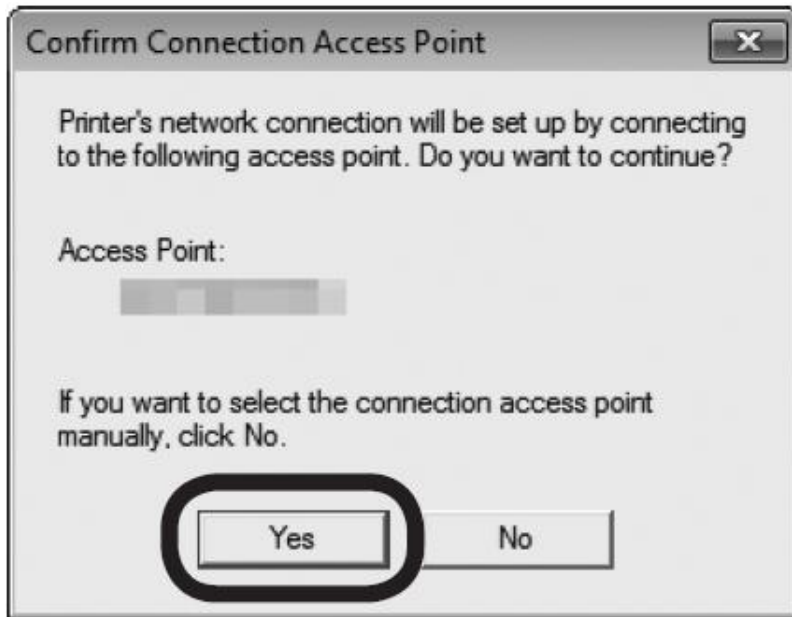 Confirm Connection Access Point
Printer's network connection will be set up by connecting
to the following access point. Do you want to continue?
Access Point:
If you want to select the connection access point
manually, click No.
Yes
No